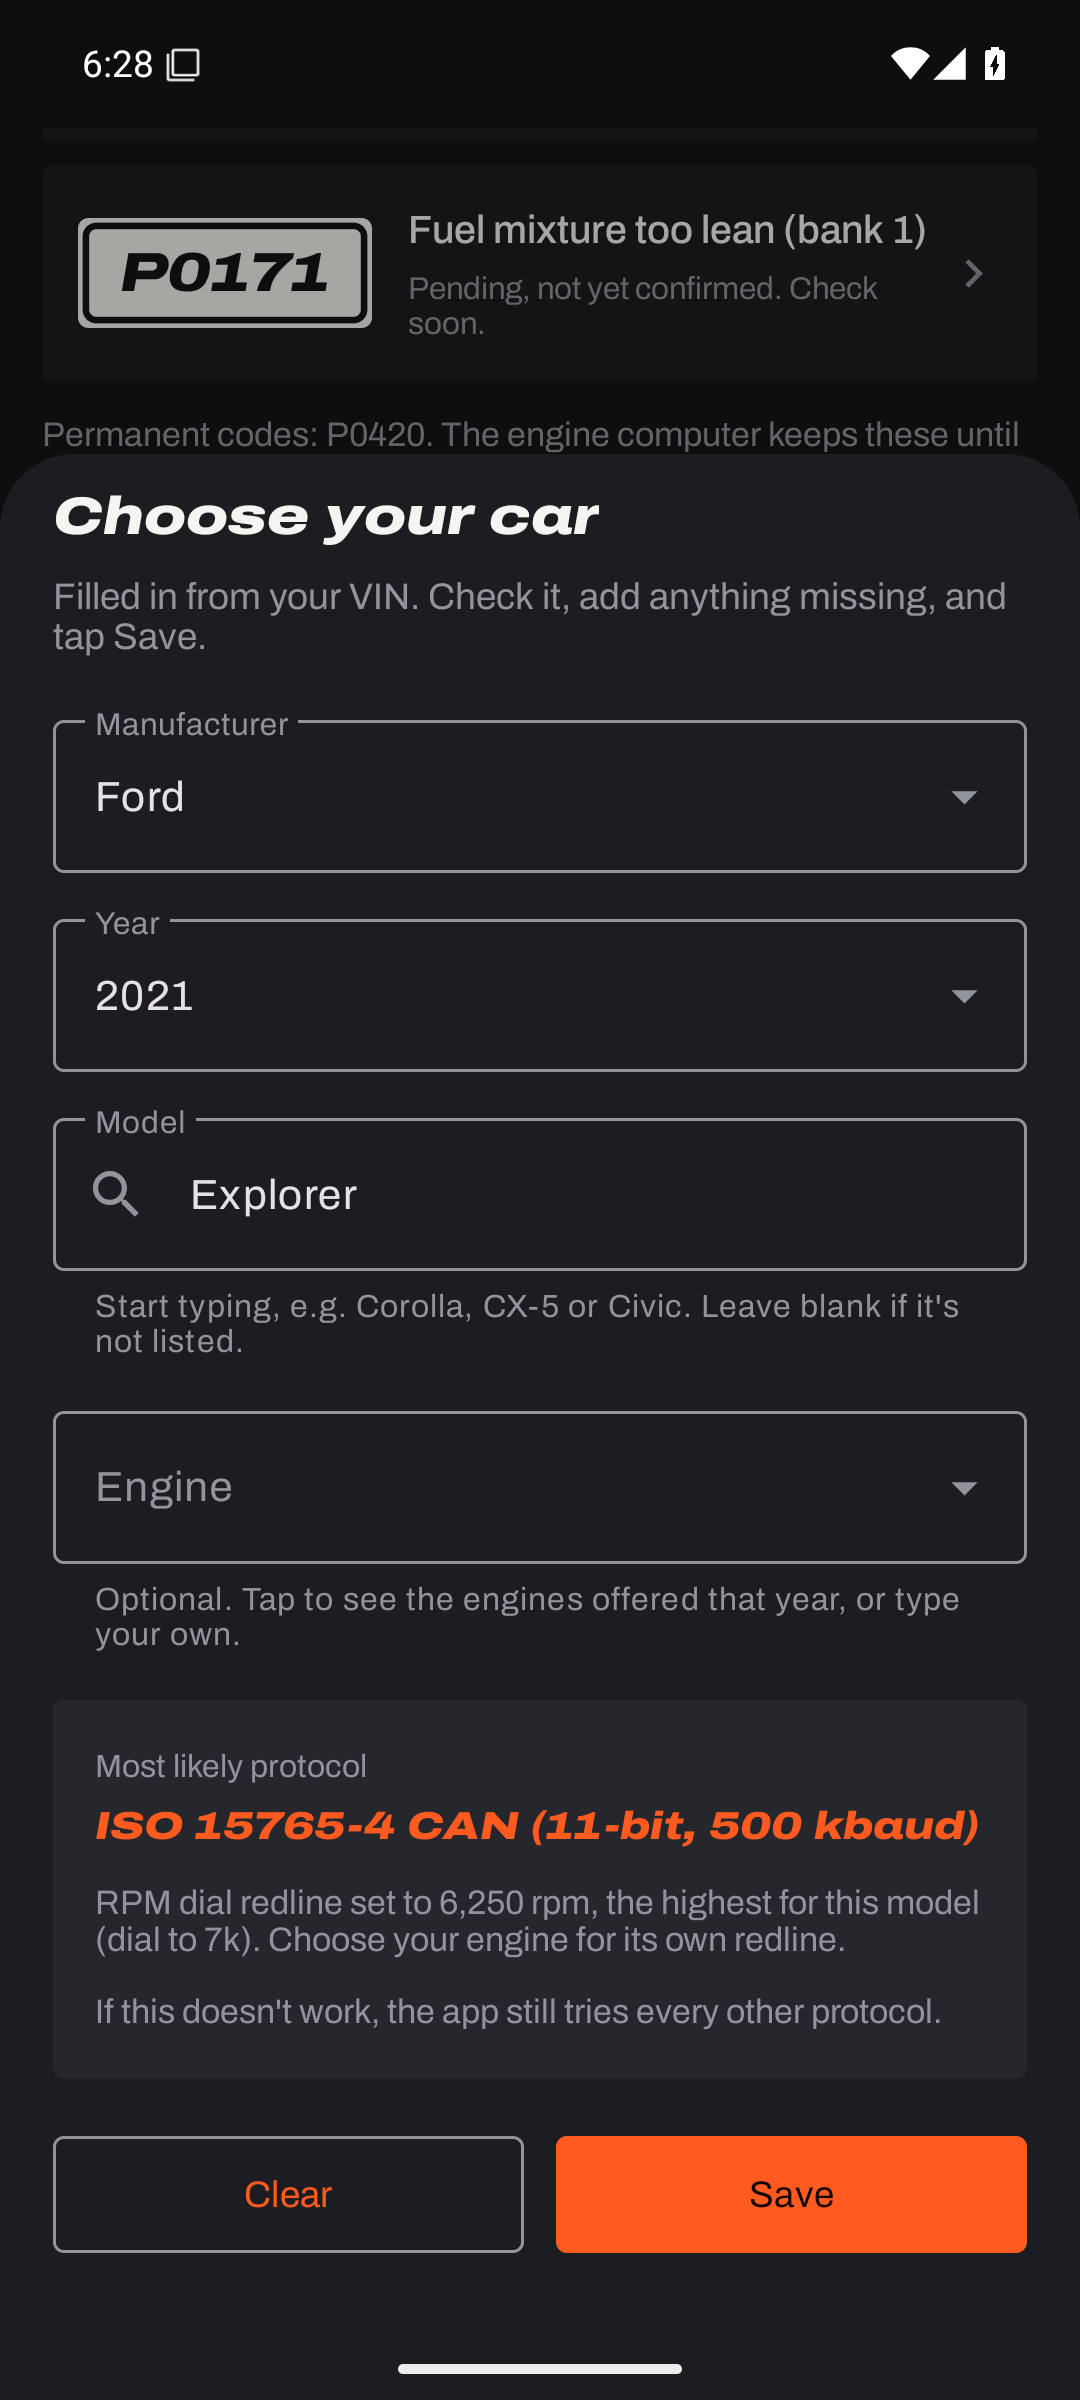 6:28
P0171
Fuel mixture too lean (bank 1)
Pending, not yet confirmed. Check
soon.
Permanent codes: P0420. The engine computer keeps these until
Choose your car
Filled in from your VIN. Check it, add anything missing, and
tap Save.
Manufacturer
Ford
Year
2021
Model
Explorer
Start typing, e.g. Corolla, CX-5 or Civic. Leave blank if it's
not listed.
Engine
Optional. Tap to see the engines offered that year, or type
your own.
Most likely protocol
ISO 15765-4 CAN (11-bit, 500 kbaud)
RPM dial redline set to 6,250 rpm, the highest for this model
(dial to 7k). Choose your engine for its own redline.
If this doesn't work, the app still tries every other protocol.
Clear
Save